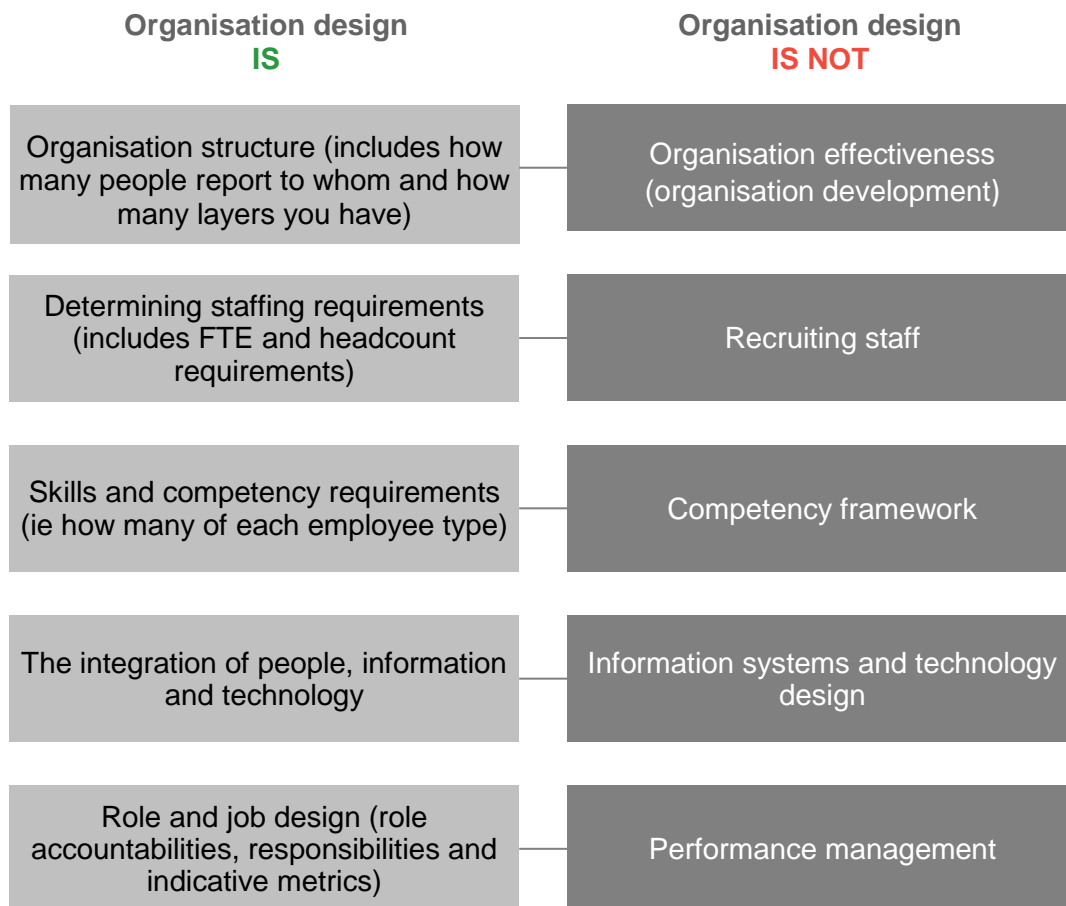 Organisation design
IS
Organisation design
IS NOT
Organisation structure (includes how
many people report to whom and how
many layers you have)
Organisation effectiveness
(organisation development)
Determining staffing requirements
(includes FTE and headcount
requirements)
Recruiting staff
Skills and competency requirements
(ie how many of each employee type)
Competency framework
The integration of people, information
and technology
Information systems and technology
design
Role and job design (role
accountabilities, responsibilities and
indicative metrics)
Performance management